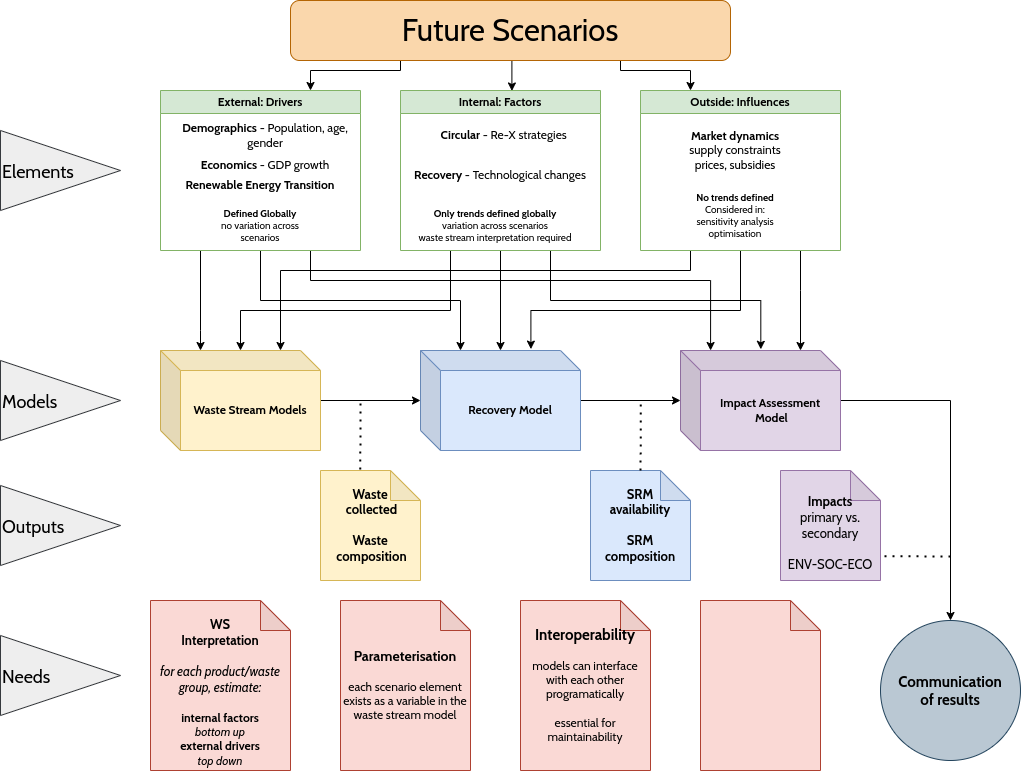 Future Scenarios
External: Drivers
Demographics - Population, age,
gender
Economics - GDP growth
Renewable Energy Transition
Defined Globally
no variation across
scenarios
Internal: Factors
Circular - Re-X strategies
Recovery - Technological changes
Only trends defined globally
variation across scenarios
waste stream interpretation required
Outside: Influences
Market dynamics
supply constraints
prices, subsidies
No trends defined
Considered in:
sensitivity analysis
optimisation
Elements
Models
Waste Stream Models
Recovery Model
Impact Assessment
Model
Outputs
Waste
collected
Waste
composition
SRM
availability
SRM
composition
Impacts
primary vs.
secondary
ENV-SOC-ECO
Needs
WS
Interpretation
for each product/waste
group, estimate:
internal factors
bottom up
external drivers
top down
Parameterisation
each scenario element
exists as a variable in the
waste stream model
Interoperability
models can interface
with each other
programatically
essential for
maintainability
Communication
of results